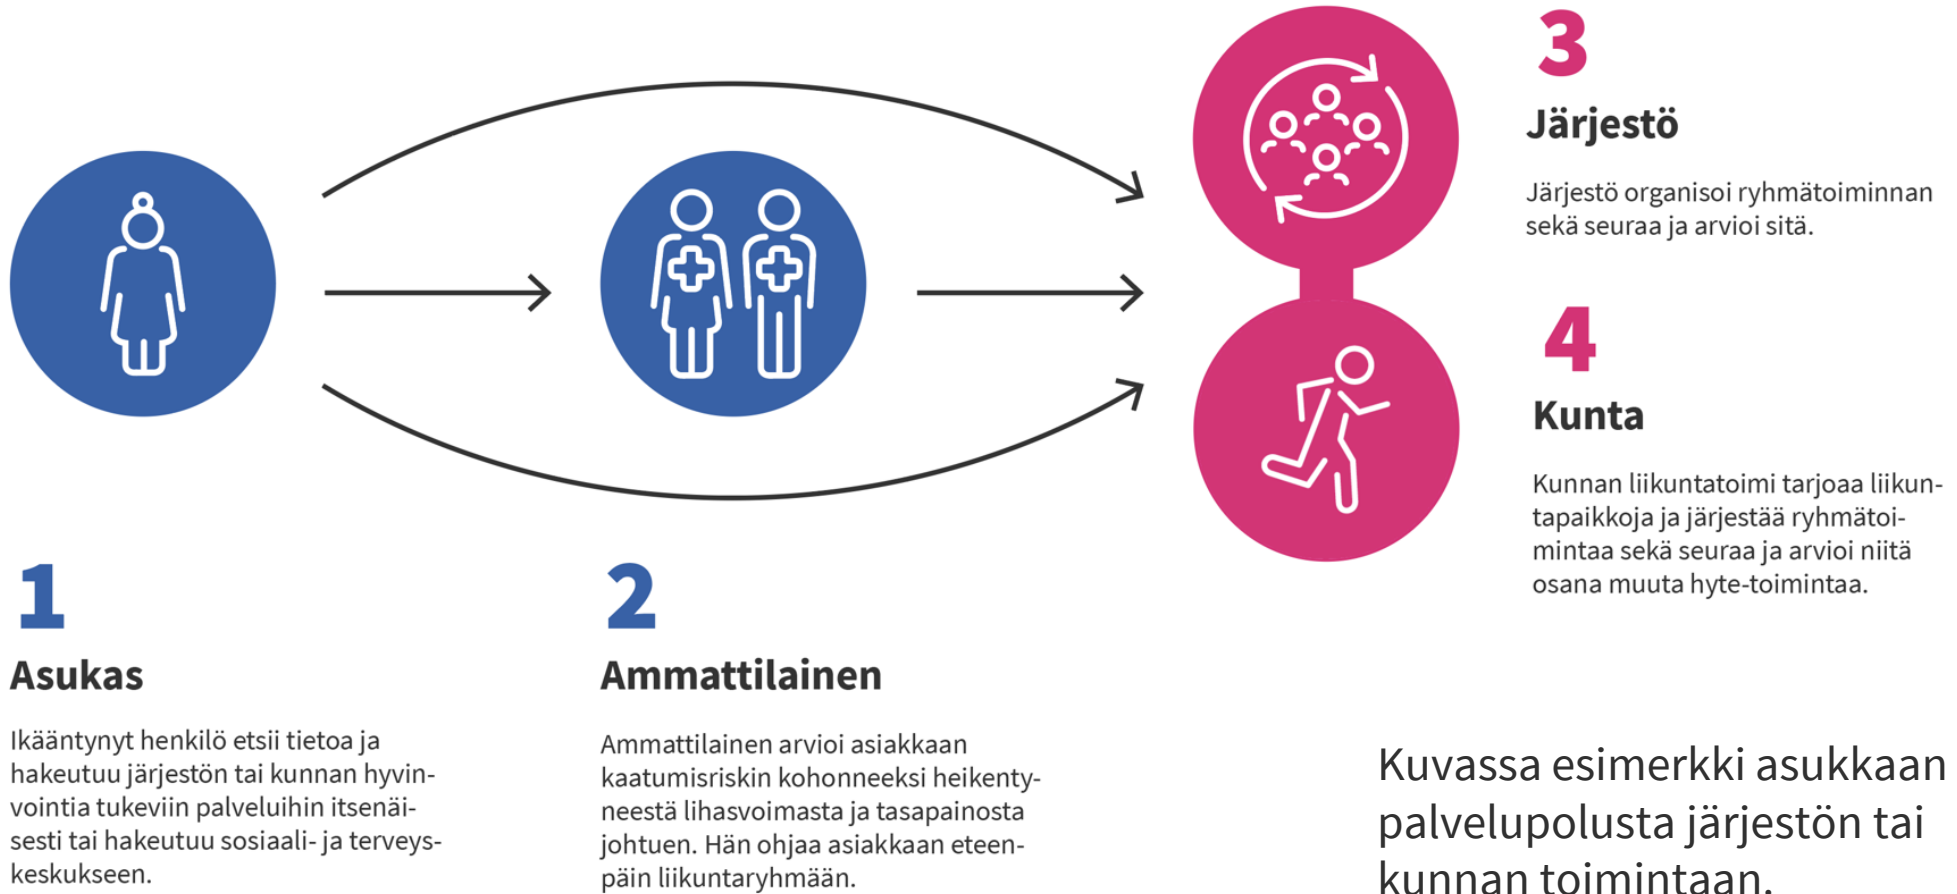 1
Asukas
Ikääntynyt henkilö etsii tietoa ja
hakeutuu järjestön tai kunnan hyvin-
vointia tukeviin palveluihin itsenäi-
sesti tai hakeutuu sosiaali- ja terveys-
keskukseen.
2
Ammattilainen
Ammattilainen arvioi asiakkaan
kaatumisriskin kohonneeksi heikenty-
neestä lihasvoimasta ja tasapainosta
johtuen. Hän ohjaa asiakkaan eteen-
päin liikuntaryhmään.
3
Järjestö
Järjestö organisoi ryhmätoiminnan
sekä seuraa ja arvioi sitä.
4
Kunta
Kunnan liikuntatoimi tarjoaa liikun-
tapaikkoja ja järjestää ryhmätoi-
mintaa sekä seuraa ja arvioi niitä
osana muuta hyte-toimintaa.
Kuvassa esimerkki asukkaan
palvelupolusta järjestön tai
kunnan toimintaan.